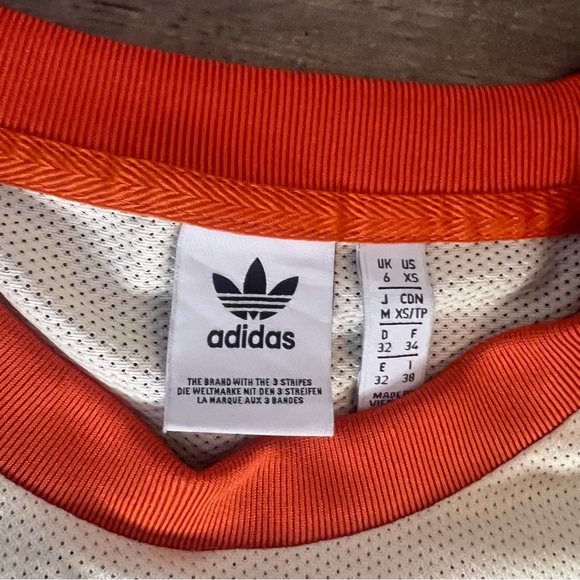 adidas
THE BRAND WITH THE 3 STRIPES
DIE WELTMARKE MIT DEN 3 STREIFEN
LA MARQUE AUX 3 BANDES
UK US
6 XS
J CDN
M XS/TP
D F
32 34
E I
32 38
MADE